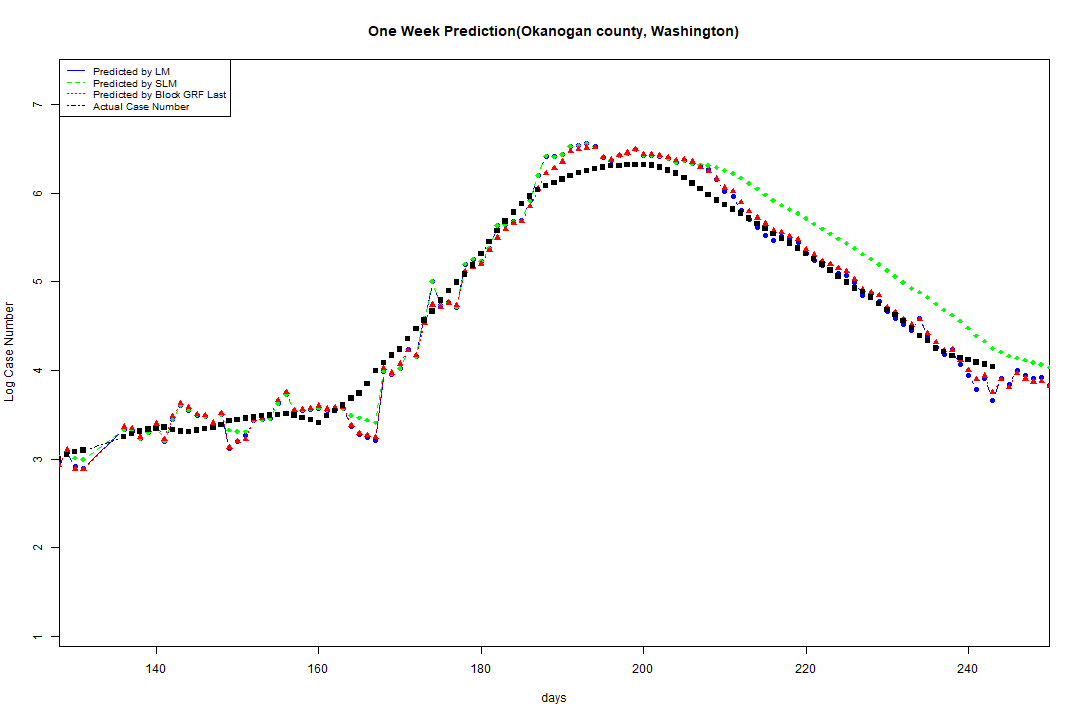 One Week Prediction(Okanogan county, Washington)
Predicted by LM
Predicted by SLM
Predicted by Block GRF Last
Actual Case Number
Log Case Number
7
6
5
4
3
2
1
140 160 180 200 220 240
days